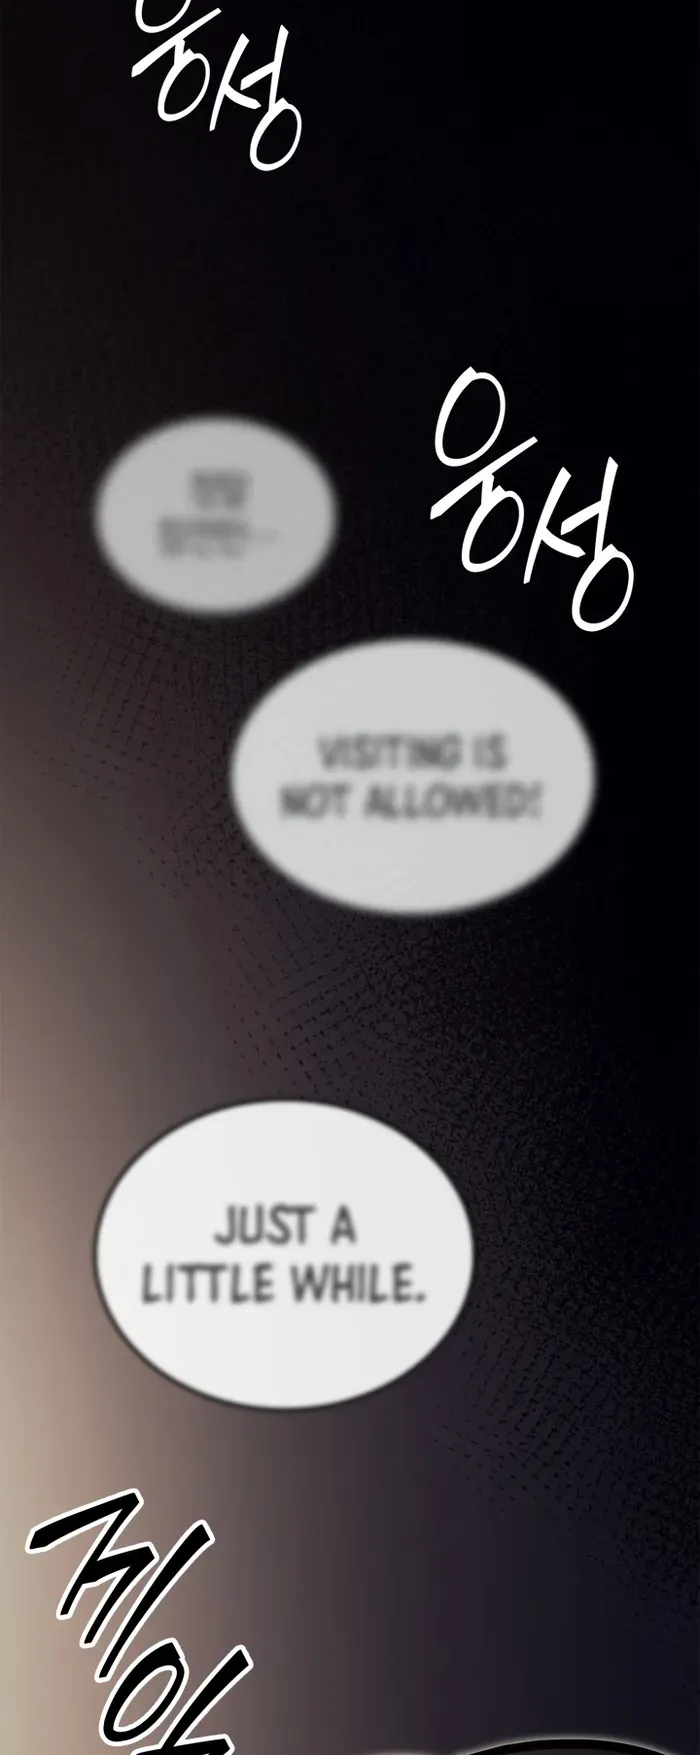 웅성
웅성
VISITING IS
NOT ALLOWED!
JUST A
LITTLE WHILE.